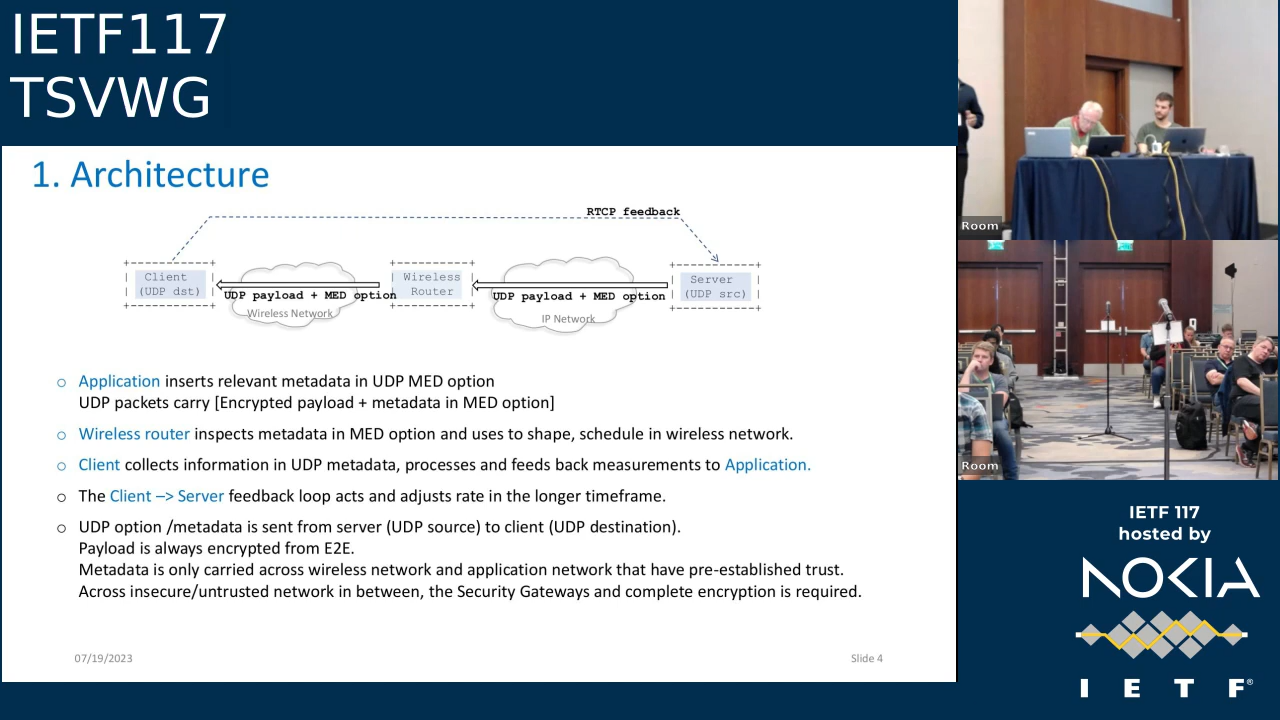 IETF117
TSVWG
1. Architecture
RTCP feedback
Client
(UDP dst)
Wireless
Router
Server
(UDP src)
UDP payload + MED option
UDP payload + MED option
Wireless Network
IP Network
o Application inserts relevant metadata in UDP MED option
UDP packets carry [Encrypted payload + metadata in MED option]
o Wireless router inspects metadata in MED option and uses to shape, schedule in wireless network.
o Client collects information in UDP metadata, processes and feeds back measurements to Application.
o The Client –> Server feedback loop acts and adjusts rate in the longer timeframe.
o UDP option /metadata is sent from server (UDP source) to client (UDP destination).
Payload is always encrypted from E2E.
Metadata is only carried across wireless network and application network that have pre-established trust.
Across insecure/untrusted network in between, the Security Gateways and complete encryption is required.
07/19/2023
Slide 4
Room
Room
IETF 117
hosted by
NOKIA
I E T F®